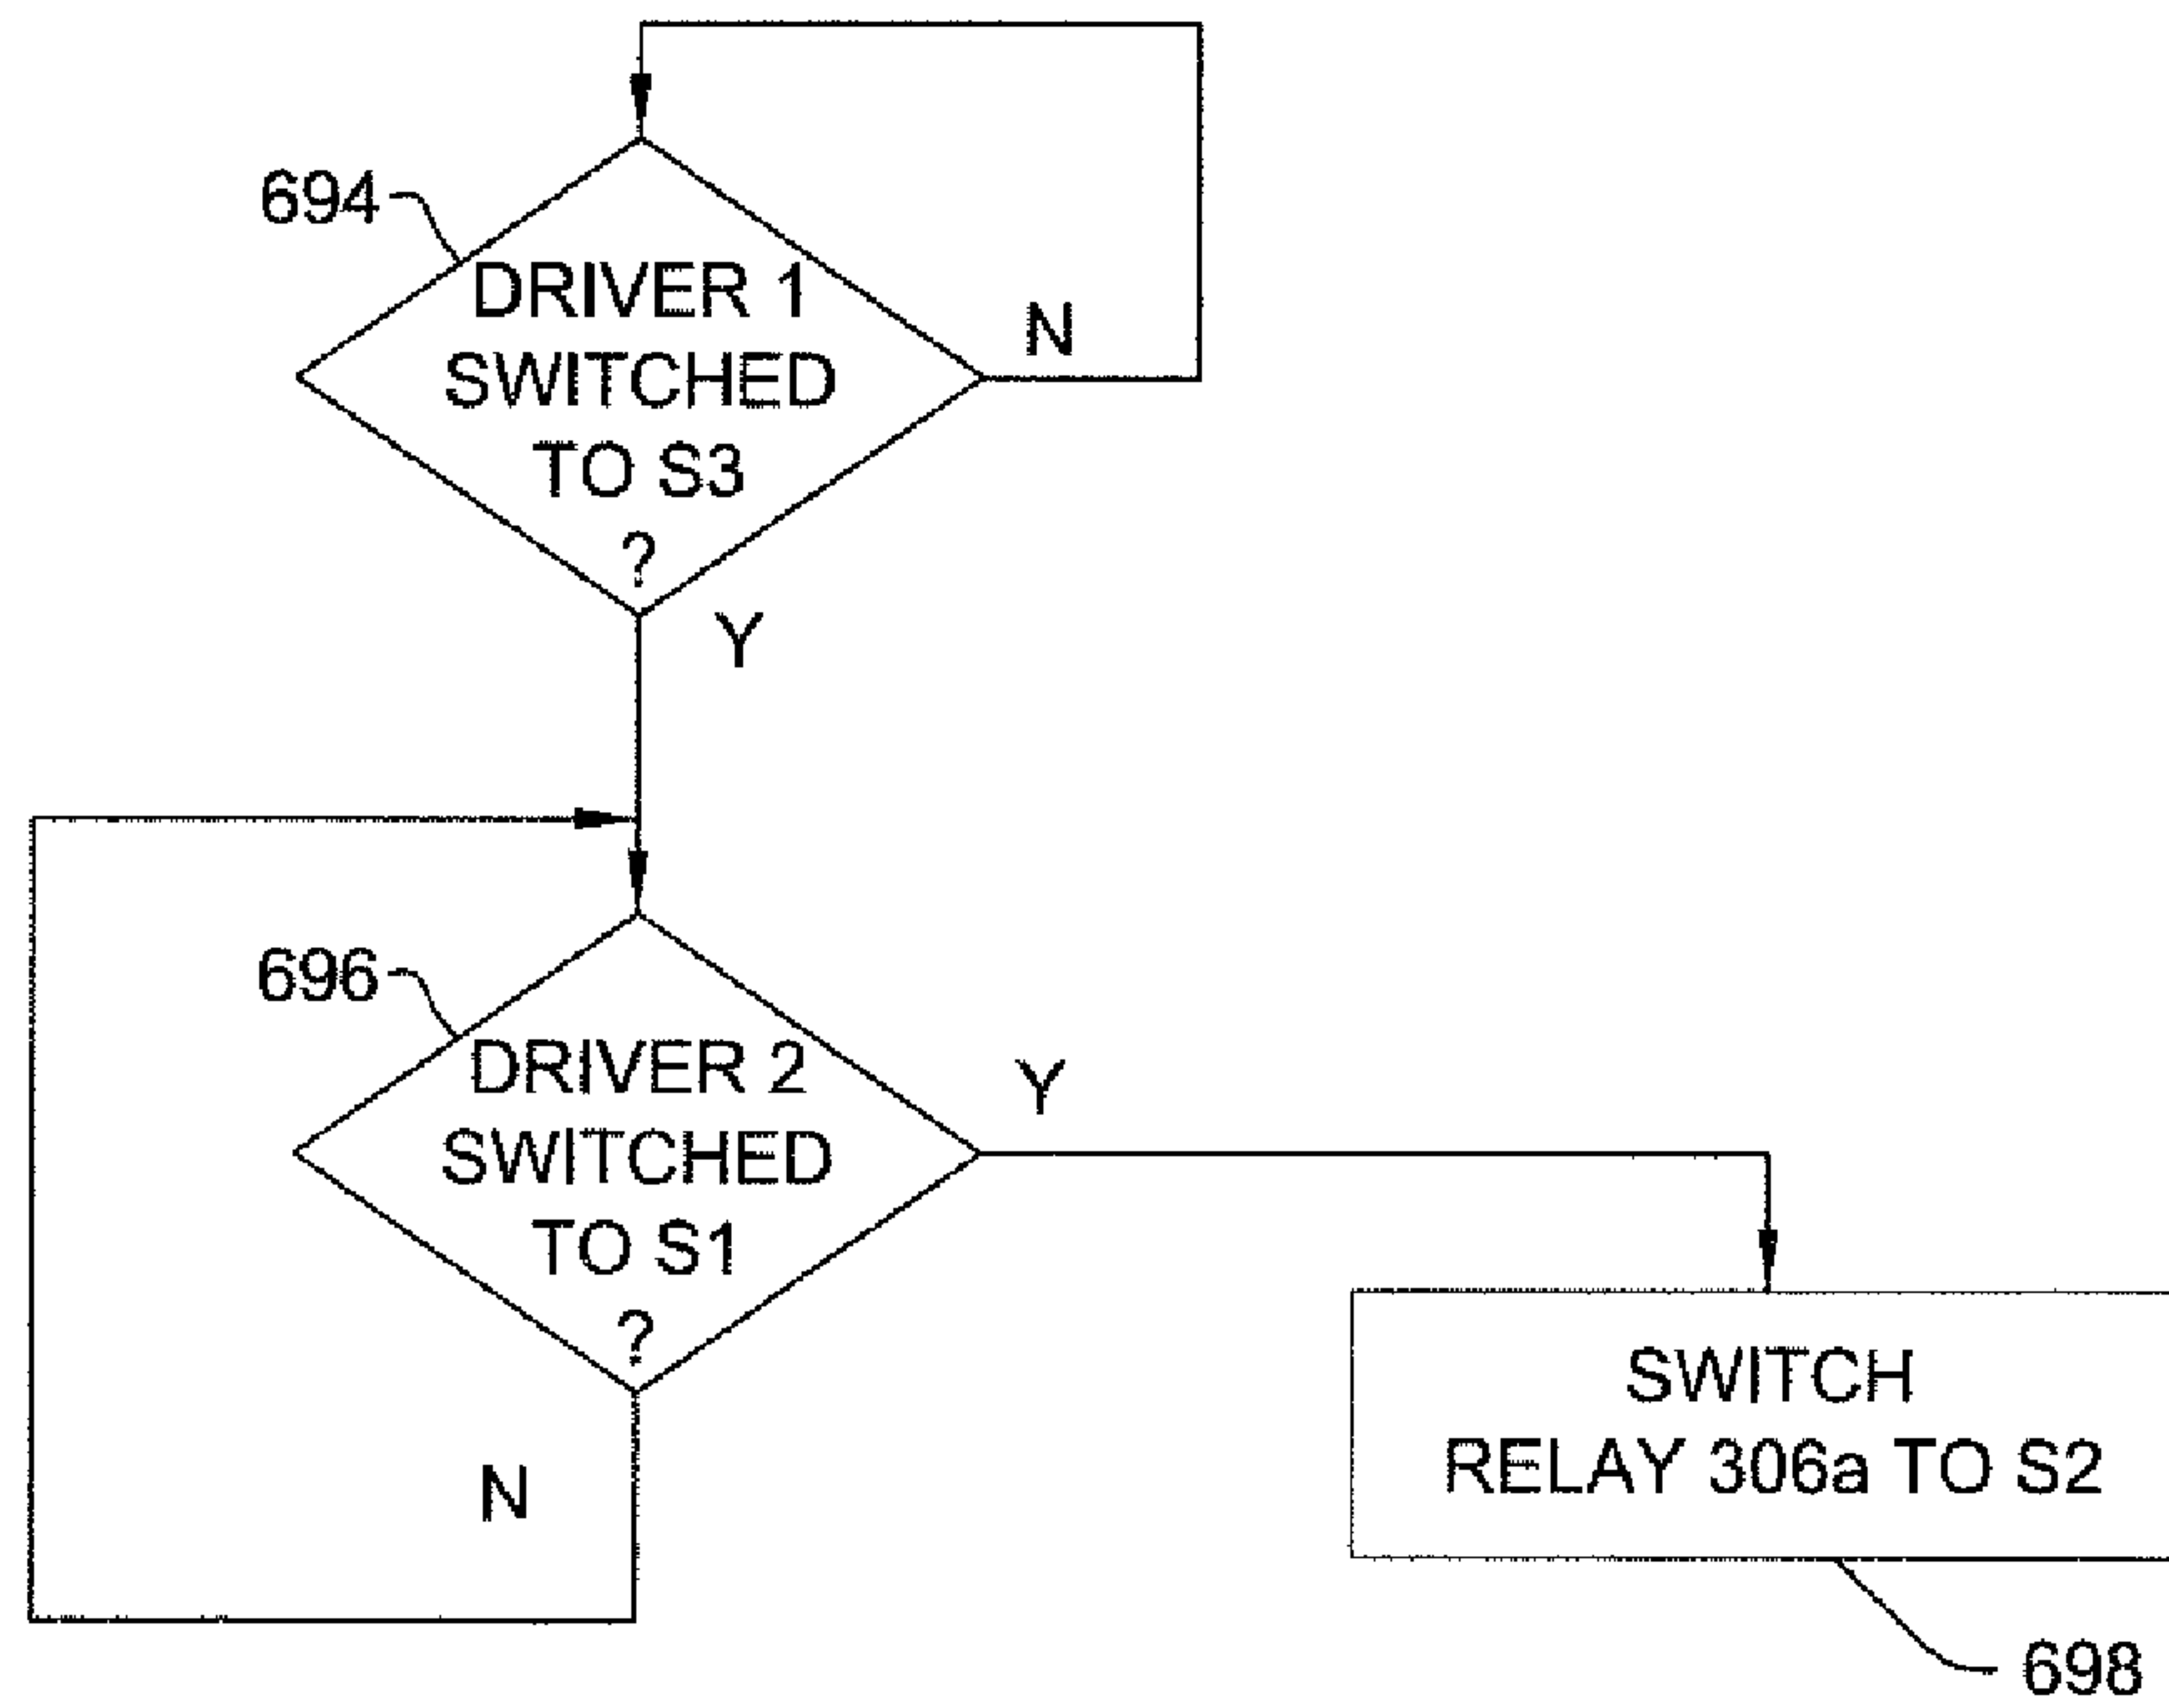 694
DRIVER 1
SWITCHED
TO S3
?
N
Y
696
DRIVER 2
SWITCHED
TO S1
?
Y
N
SWITCH
RELAY 306a TO S2
698